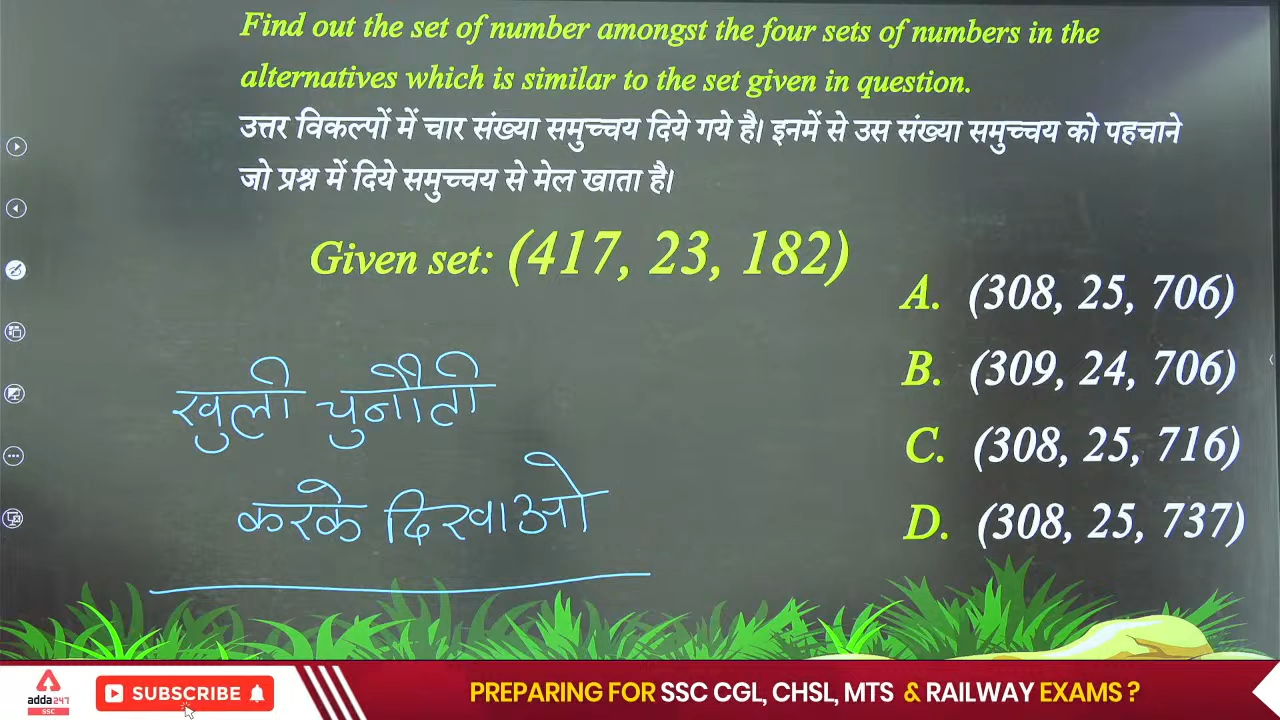 Find out the set of number amongst the four sets of numbers in the
alternatives which is similar to the set given in question.
उत्तर विकल्पों में चार संख्या समुच्चय दिये गये है। इनमें से उस संख्या समुच्चय को पहचाने
जो प्रश्न में दिये समुच्चय से मेल खाता है।
Given set: (417, 23, 182)
A. (308, 25, 706)
B. (309, 24, 706)
C. (308, 25, 716)
D. (308, 25, 737)
खुली चुनौती
करके दिखाओ
adda247
SSC
SUBSCRIBE
PREPARING FOR SSC CGL, CHSL, MTS & RAILWAY EXAMS ?